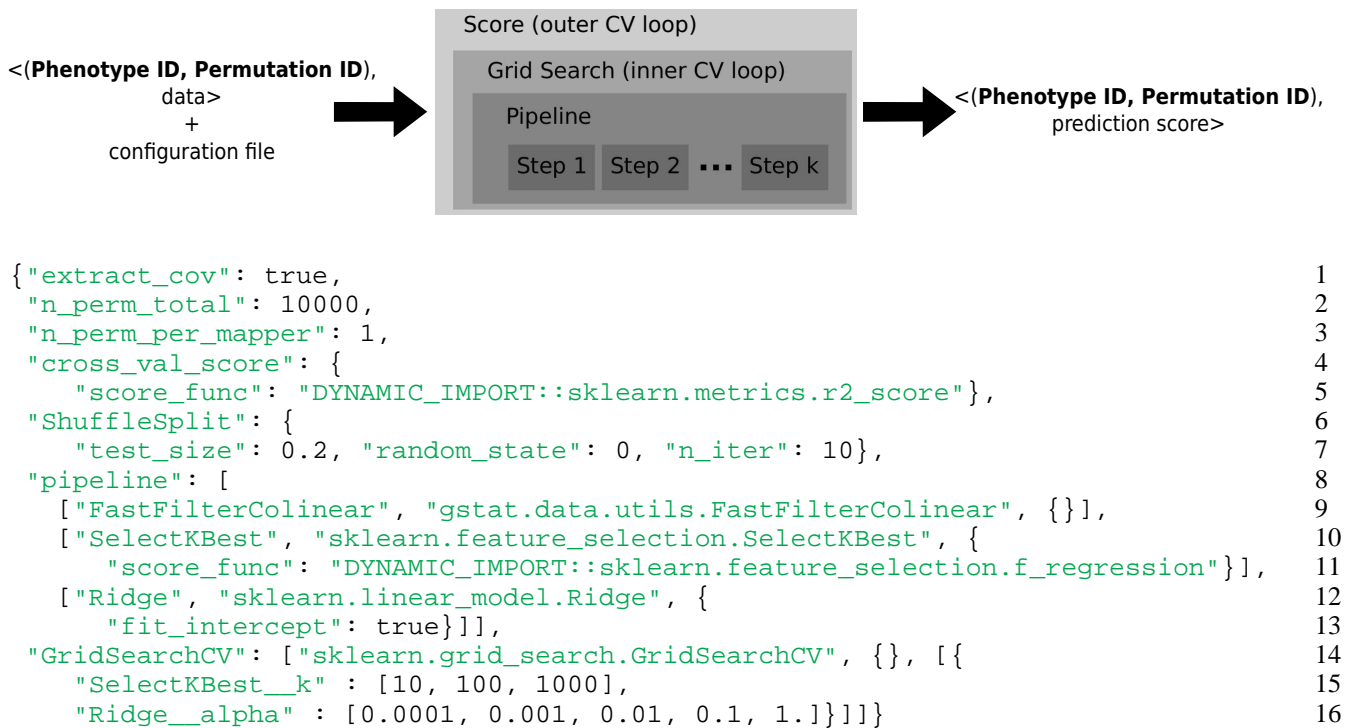 Score (outer CV loop)
<(Phenotype ID, Permutation ID),
data>
+
configuration file
Grid Search (inner CV loop)
Pipeline
Step 1 Step 2 ... Step k
<(Phenotype ID, Permutation ID),
prediction score>
{"extract_cov": true, 1
"n_perm_total": 10000, 2
"n_perm_per_mapper": 1, 3
"cross_val_score": { 4
"score_func": "DYNAMIC_IMPORT::sklearn.metrics.r2_score"}, 5
"ShuffleSplit": { 6
"test_size": 0.2, "random_state": 0, "n_iter": 10}, 7
"pipeline": [ 8
["FastFilterColinear", "gstat.data.utils.FastFilterColinear", {}], 9
["SelectKBest", "sklearn.feature_selection.SelectKBest", { 10
"score_func": "DYNAMIC_IMPORT::sklearn.feature_selection.f_regression"}], 11
["Ridge", "sklearn.linear_model.Ridge", { 12
"fit_intercept": true}]], 13
"GridSearchCV": ["sklearn.grid_search.GridSearchCV", {}, [{ 14
"SelectKBest__k" : [10, 100, 1000], 15
"Ridge__alpha" : [0.0001, 0.001, 0.01, 0.1, 1.]}]]} 16